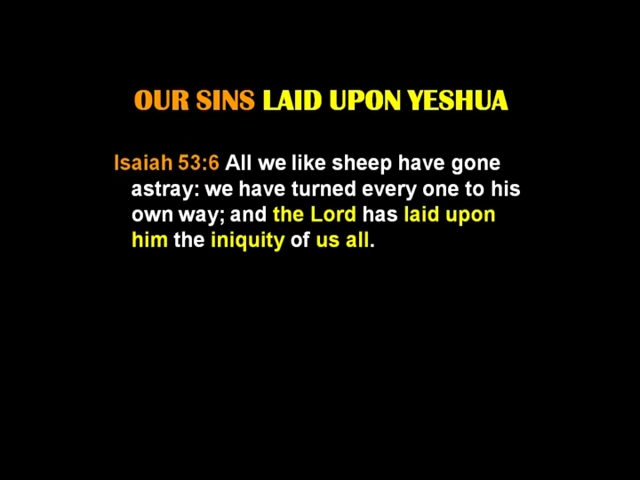 OUR SINS LAID UPON YESHUA
Isaiah 53:6 All we like sheep have gone
astray: we have turned every one to his
own way; and the Lord has laid upon
him the iniquity of us all.